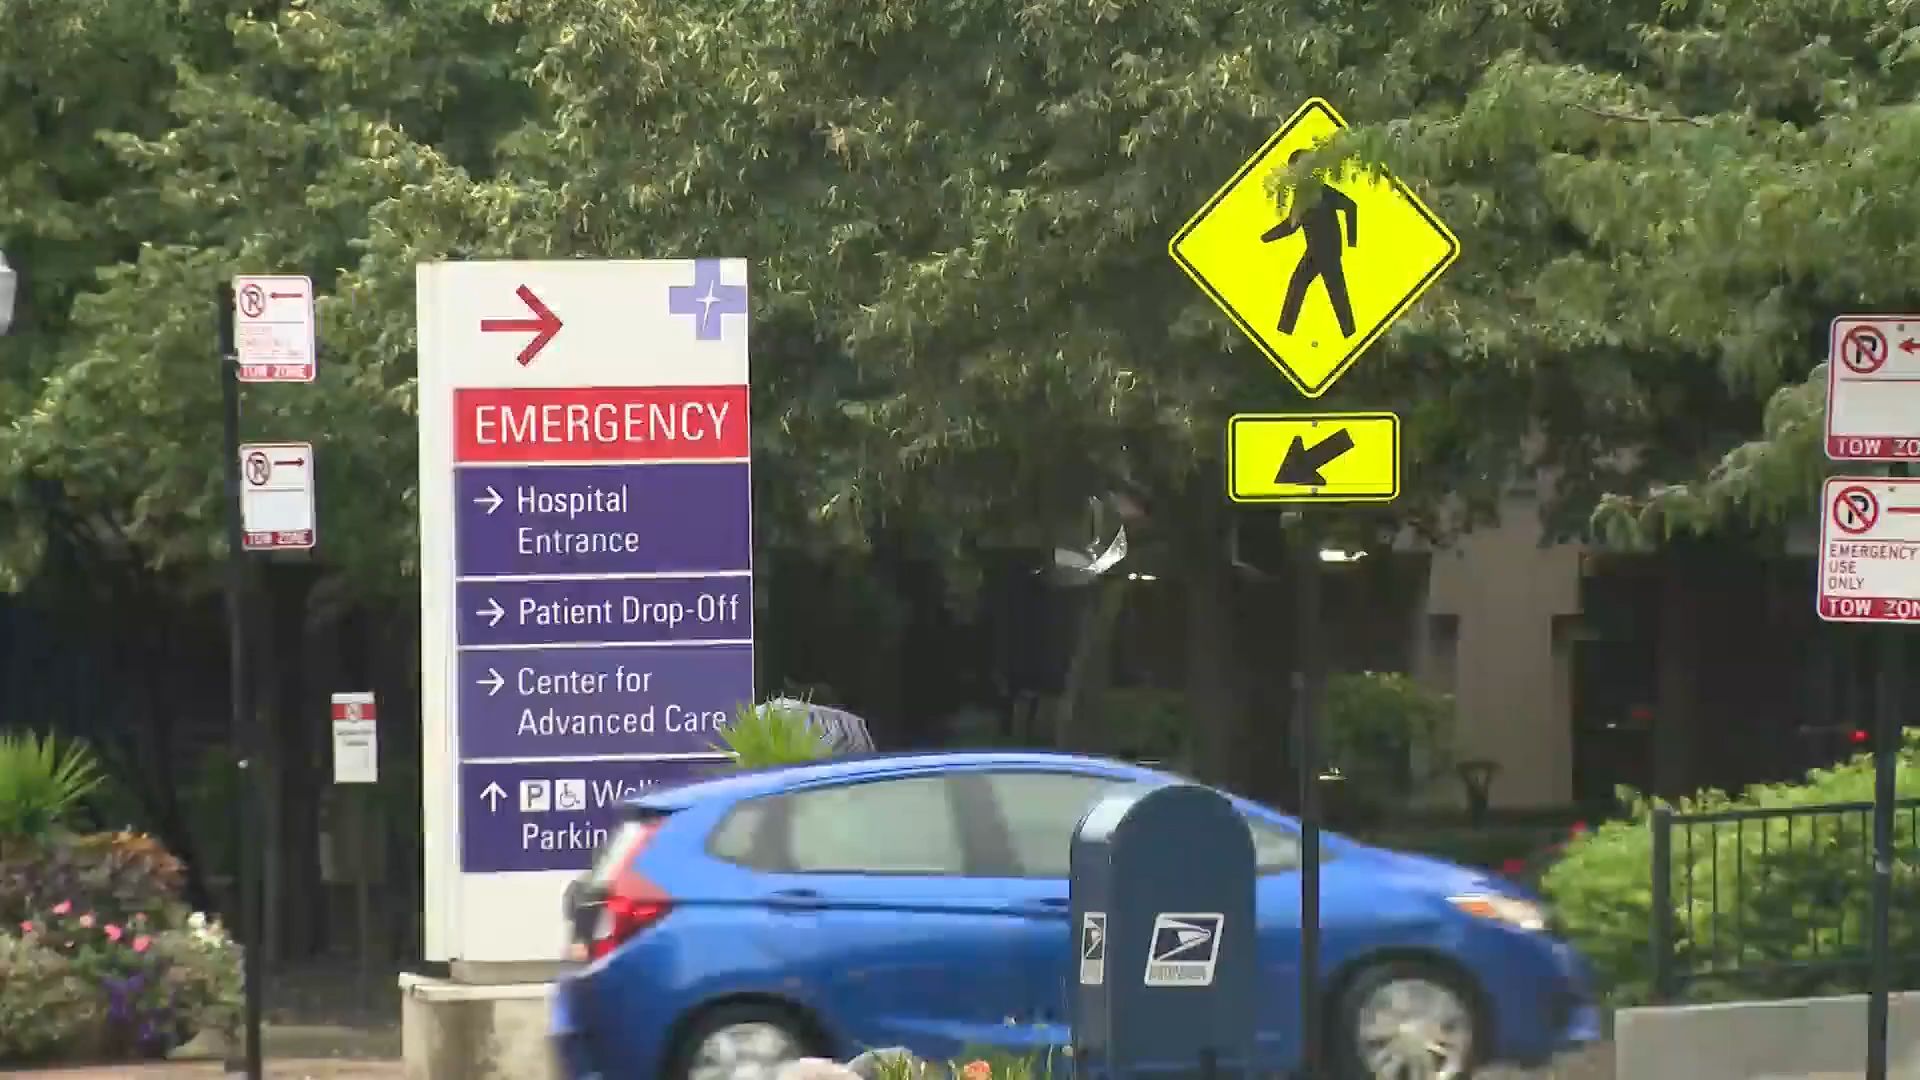 EMERGENCY
Hospital
Entrance
Patient Drop-Off
Center for
Advanced Care
P
TOW ZONE
TOW ZONE
EMERGENCY
USE
ONLY
TOW